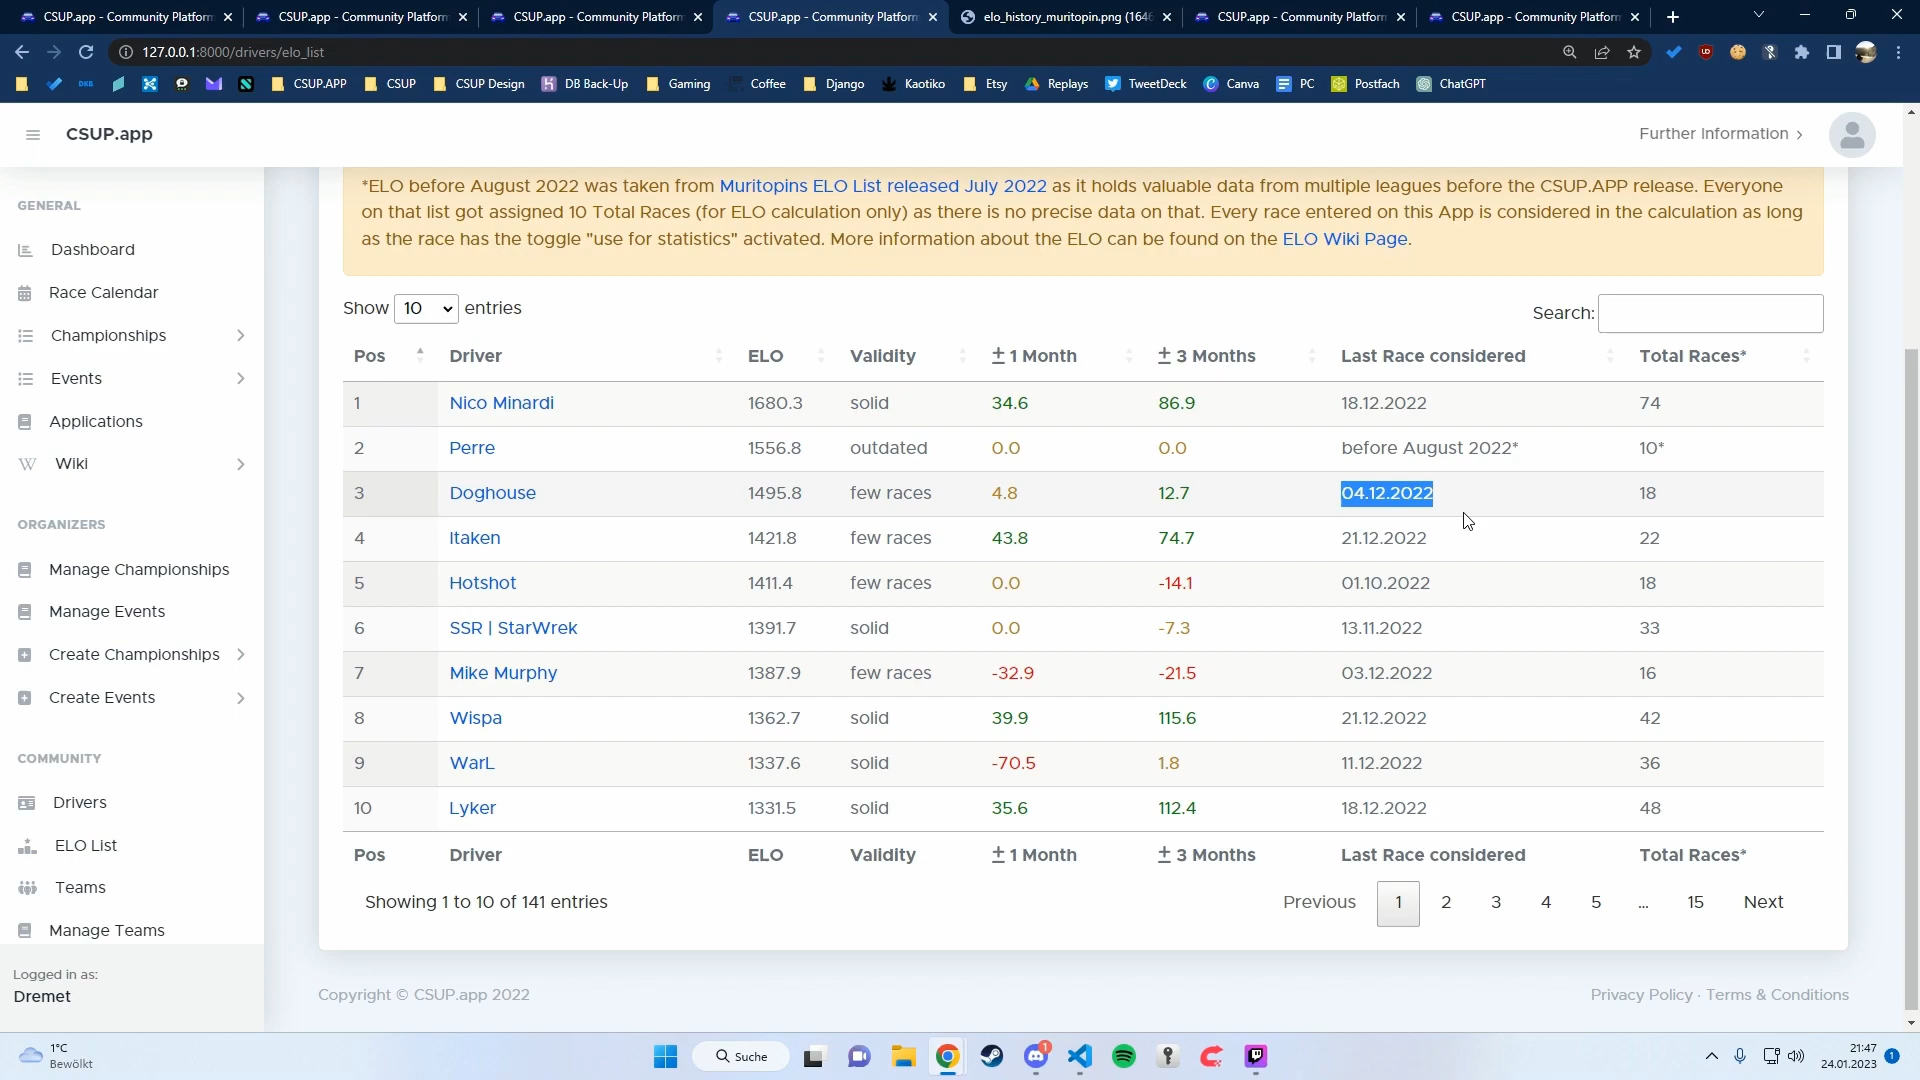 CSUP.app - Community Platform
CSUP.app - Community Platform
CSUP.app - Community Platform
CSUP.app - Community Platform
elo_history_muritopin.png (1646
CSUP.app - Community Platform
CSUP.app - Community Platform
127.0.0.1:8000/drivers/elo_list
DKB
CSUP.APP
CSUP
CSUP Design
DB Back-Up
Gaming
Coffee
Django
Kaotiko
Etsy
Replays
TweetDeck
Canva
PC
Postfach
ChatGPT
CSUP.app
Further Information
GENERAL
Dashboard
Race Calendar
Championships
Events
Applications
Wiki
ORGANIZERS
Manage Championships
Manage Events
Create Championships
Create Events
COMMUNITY
Drivers
ELO List
Teams
Manage Teams
Logged in as:
Dremet
*ELO before August 2022 was taken from Muritopins ELO List released July 2022 as it holds valuable data from multiple leagues before the CSUP.APP release. Everyone
on that list got assigned 10 Total Races (for ELO calculation only) as there is no precise data on that. Every race entered on this App is considered in the calculation as long
as the race has the toggle "use for statistics" activated. More information about the ELO can be found on the ELO Wiki Page.
Show 10 entries
Search:
Pos Driver ELO Validity ± 1 Month ± 3 Months Last Race considered Total Races*
1 Nico Minardi 1680.3 solid 34.6 86.9 18.12.2022 74
2 Perre 1556.8 outdated 0.0 0.0 before August 2022* 10*
3 Doghouse 1495.8 few races 4.8 12.7 04.12.2022 18
4 Itaken 1421.8 few races 43.8 74.7 21.12.2022 22
5 Hotshot 1411.4 few races 0.0 -14.1 01.10.2022 18
6 SSR | StarWrek 1391.7 solid 0.0 -7.3 13.11.2022 33
7 Mike Murphy 1387.9 few races -32.9 -21.5 03.12.2022 16
8 Wispa 1362.7 solid 39.9 115.6 21.12.2022 42
9 WarL 1337.6 solid -70.5 1.8 11.12.2022 36
10 Lyker 1331.5 solid 35.6 112.4 18.12.2022 48
Pos Driver ELO Validity ± 1 Month ± 3 Months Last Race considered Total Races*
Showing 1 to 10 of 141 entries
Previous 1 2 3 4 5 … 15 Next
Copyright © CSUP.app 2022
Privacy Policy · Terms & Conditions
1°C
Bewölkt
Suche
1
21:47
24.01.2023
1